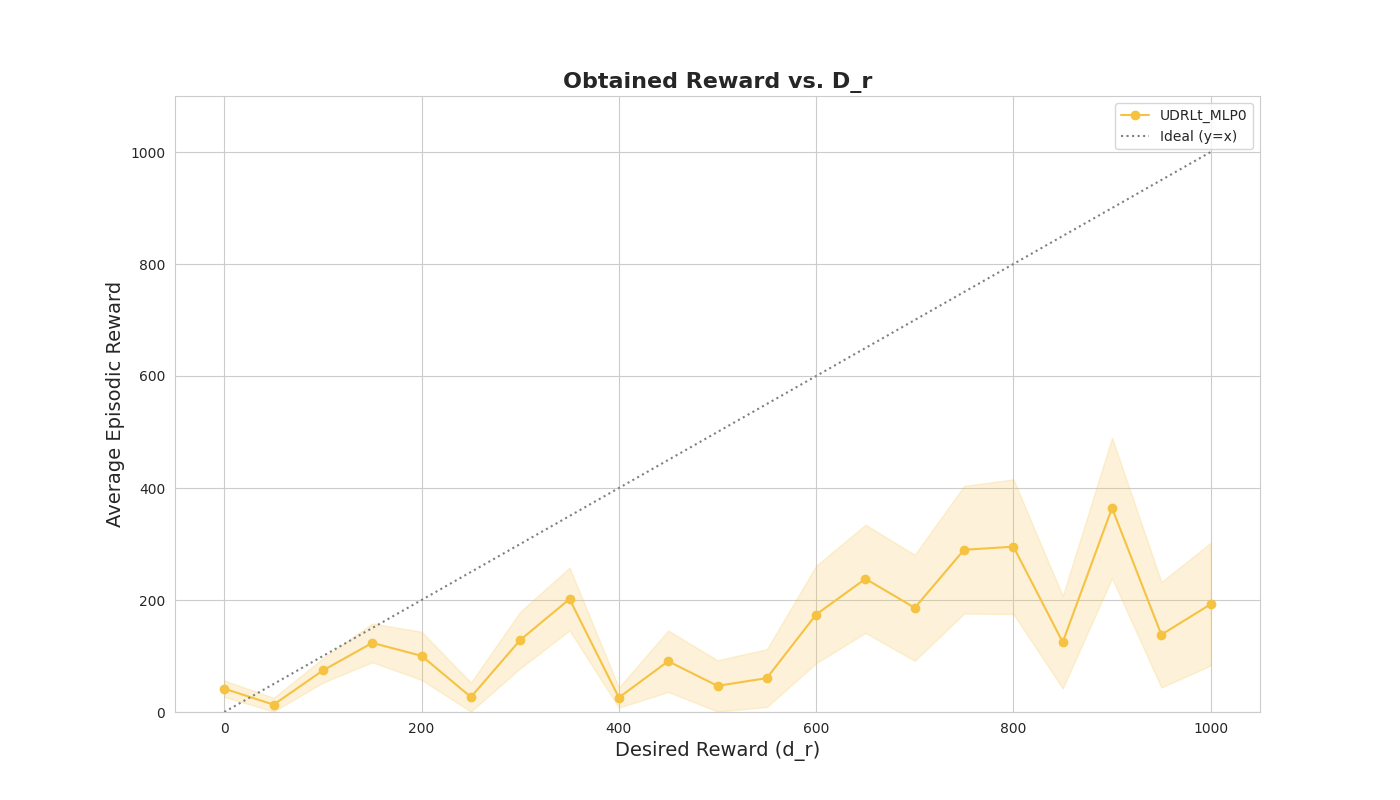 Obtained Reward vs. D_r
UDRLt_MLP0
Ideal (y=x)
Average Episodic Reward
1000
800
600
400
200
0
0 200 400 600 800 1000
Desired Reward (d_r)